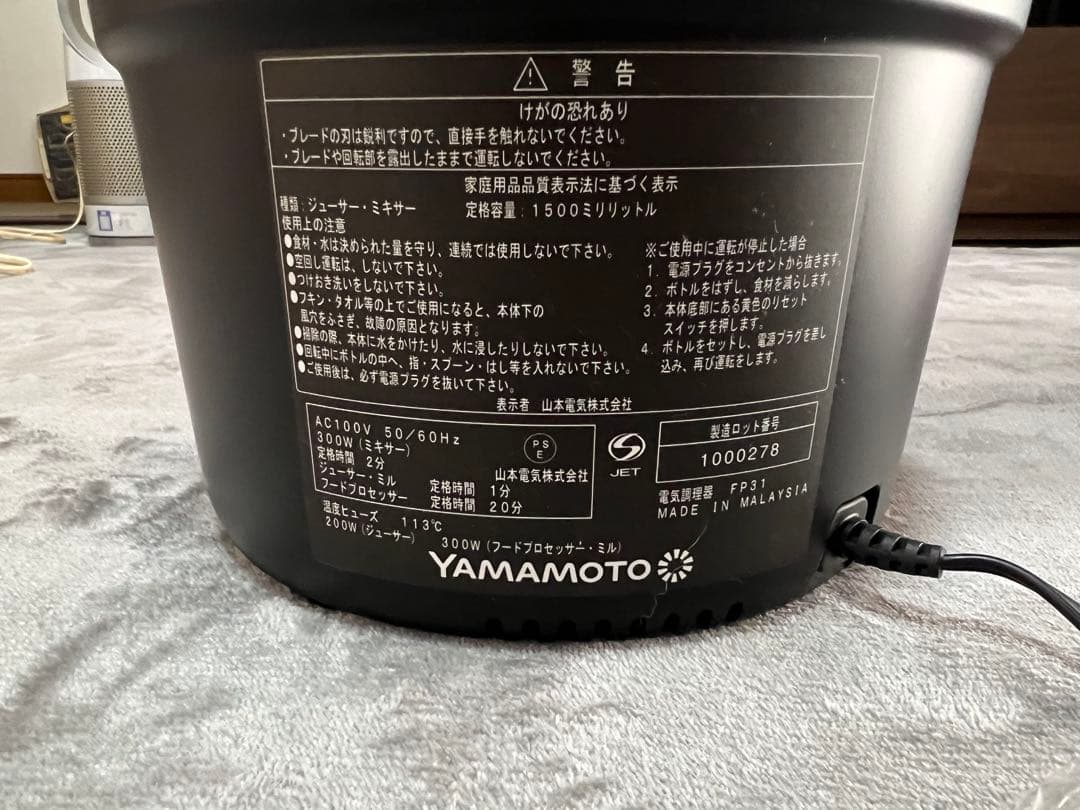 警告
けがの恐れあり
・ブレードの刃は鋭利ですので、直接手を触れないでください。
・ブレードや回転部を露出したままで運転しないでください。
家庭用品品質表示法に基づく表示
種類：ジューサー・ミキサー 定格容量：1500ミリリットル
使用上の注意
●食材・水は決められた量を守り、連続では使用しないで下さい。
●空回し運転は、しないで下さい。
●つけおき洗いをしないで下さい。
●フキン・タオル等の上でご使用になると、本体下の
風穴をふさぎ、故障の原因となります。
●掃除の際、本体に水をかけたり、水に浸したりしないで下さい。
●回転中にボトルの中へ、指・スプーン・はし等を入れないで下さい。
●ご使用後は、必ず電源プラグを抜いて下さい。
※ご使用中に運転が停止した場合
1. 電源プラグをコンセントから抜きます。
2. ボトルをはずし、食材を減らします。
3. 本体底部にある黄色のリセット
スイッチを押します。
4. ボトルをセットし、電源プラグを差し
込み、再び運転をします。
表示者 山本電気株式会社
AC100V 50/60Hz
300W（ミキサー）
定格時間 2分
ジューサー・ミル 定格時間 1分
フードプロセッサー 定格時間 20分
PS
E
山本電気株式会社
JET
製造ロット番号
1000278
電気調理器 FP31
MADE IN MALAYSIA
温度ヒューズ 113℃
200W（ジューサー） 300W（フードプロセッサー・ミル）
YAMAMOTO